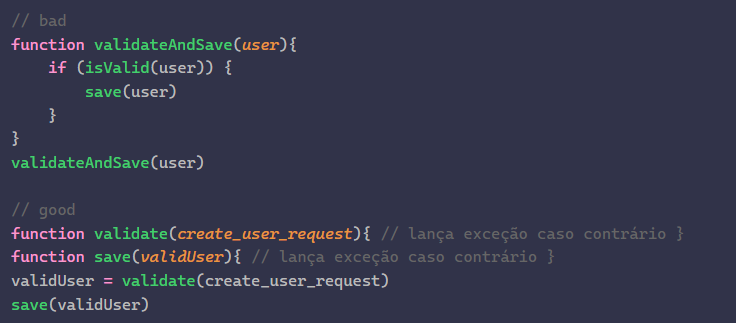 // bad
function validateAndSave(user){
    if (isValid(user)) {
        save(user)
    }
}
validateAndSave(user)

// good
function validate(create_user_request){ // lança exceção caso contrário }
function save(validUser){ // lança exceção caso contrário }
validUser = validate(create_user_request)
save(validUser)